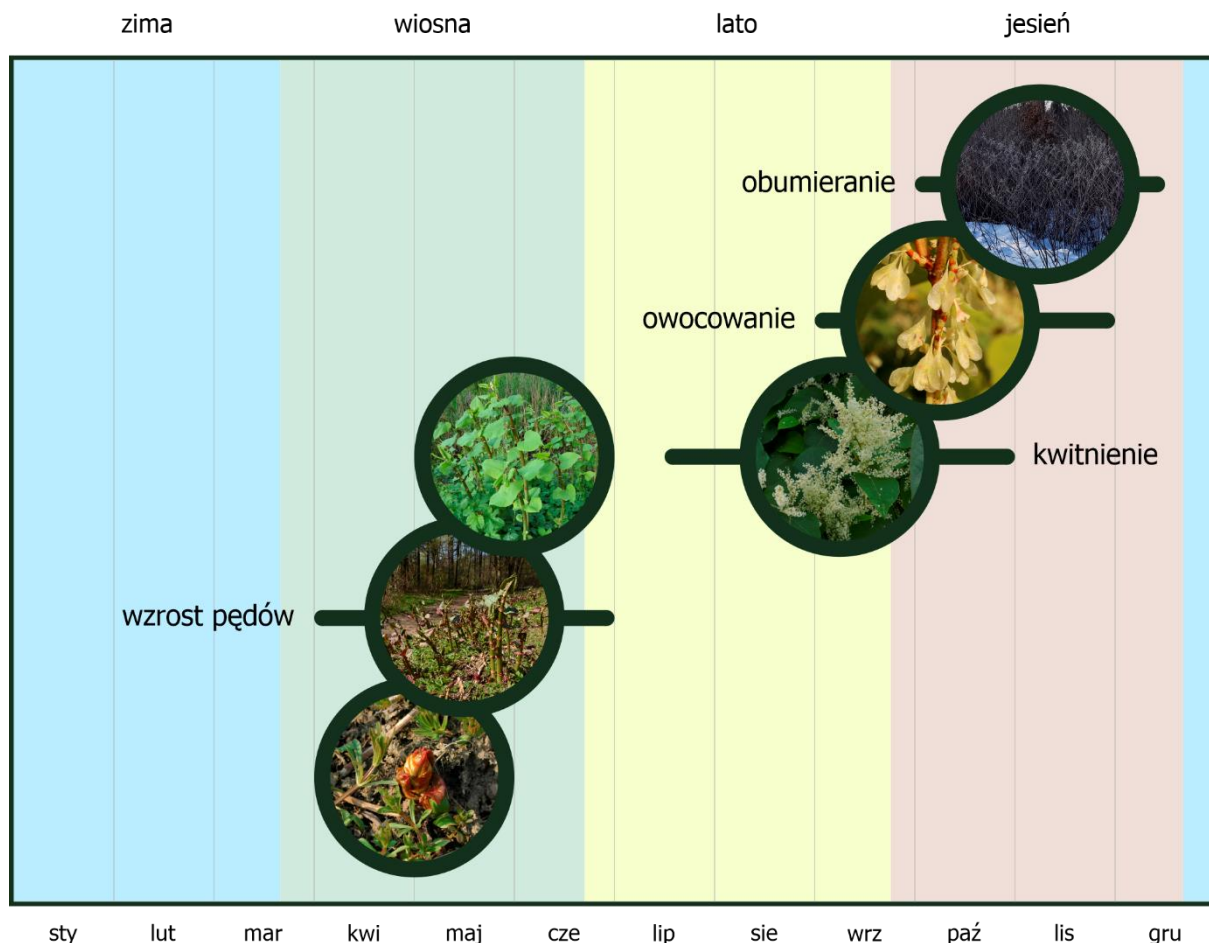 zima wiosna lato jesień
obumieranie
owocowanie
kwitnienie
wzrost pędów
sty lut mar kwi maj cze lip sie wrz paź lis gru